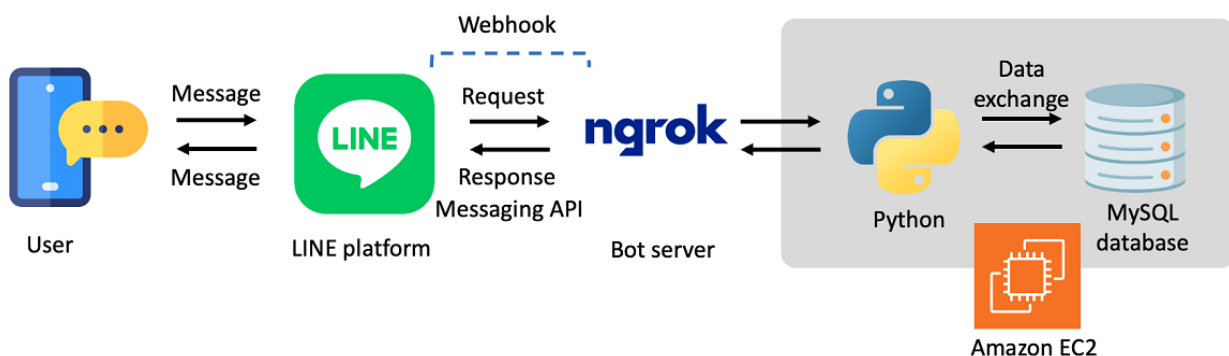 Webhook
Message
Message
User
LINE
LINE platform
Request
Response
Messaging API
ngrok
Bot server
Python
Data
exchange
MySQL
database
Amazon EC2